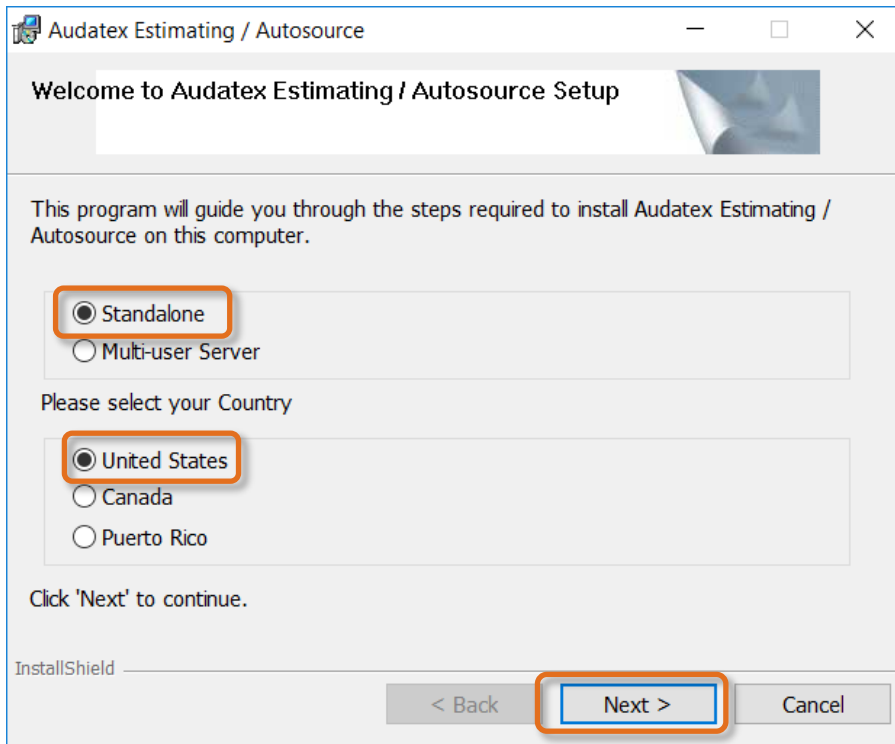 Audatex Estimating / Autosource
Welcome to Audatex Estimating / Autosource Setup
This program will guide you through the steps required to install Audatex Estimating /
Autosource on this computer.
Standalone
Multi-user Server
Please select your Country
United States
Canada
Puerto Rico
Click 'Next' to continue.
InstallShield
< Back
Next >
Cancel